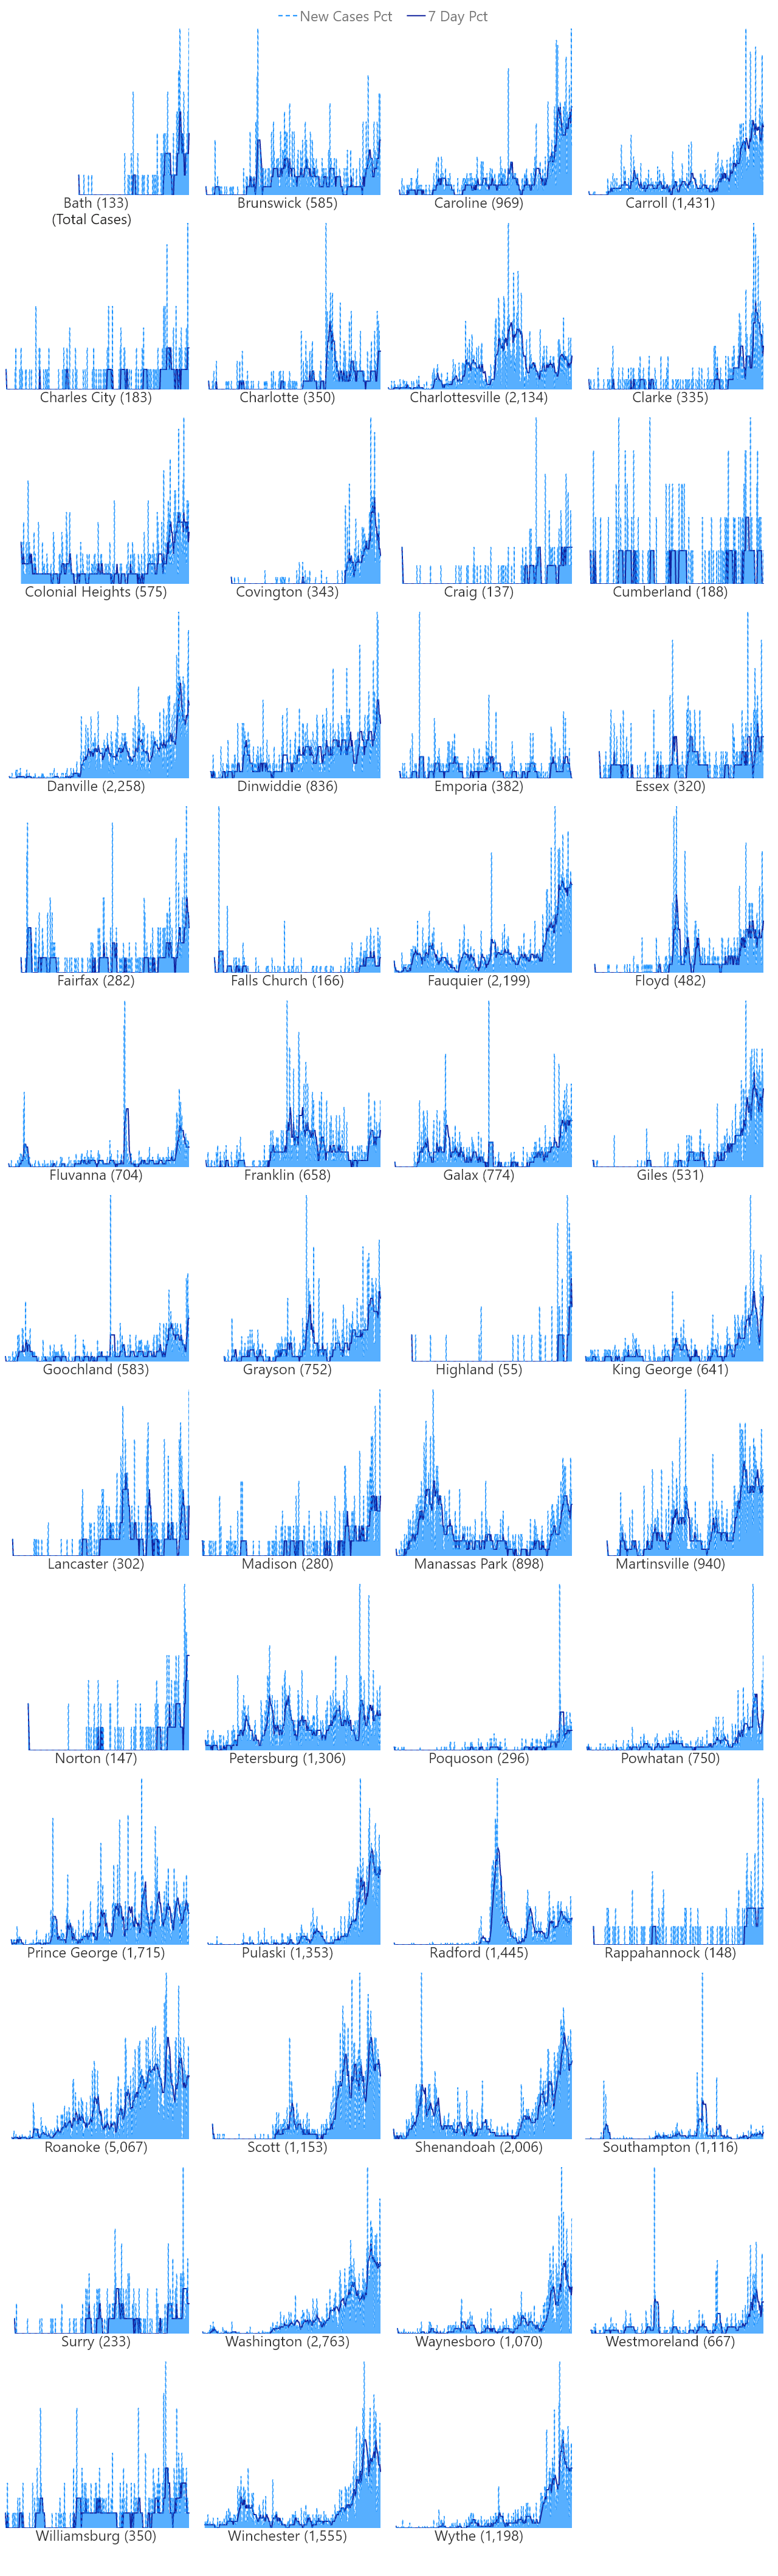 New Cases Pct 7 Day Pct
Bath (133) Brunswick (585) Caroline (969) Carroll (1,431)
(Total Cases)
Charles City (183) Charlotte (350) Charlottesville (2,134) Clarke (335)
Colonial Heights (575) Covington (343) Craig (137) Cumberland (188)
Danville (2,258) Dinwiddie (836) Emporia (382) Essex (320)
Fairfax (282) Falls Church (166) Fauquier (2,199) Floyd (482)
Fluvanna (704) Franklin (658) Galax (774) Giles (531)
Goochland (583) Grayson (752) Highland (55) King George (641)
Lancaster (302) Madison (280) Manassas Park (898) Martinsville (940)
Norton (147) Petersburg (1,306) Poquoson (296) Powhatan (750)
Prince George (1,715) Pulaski (1,353) Radford (1,445) Rappahannock (148)
Roanoke (5,067) Scott (1,153) Shenandoah (2,006) Southampton (1,116)
Surry (233) Washington (2,763) Waynesboro (1,070) Westmoreland (667)
Williamsburg (350) Winchester (1,555) Wythe (1,198)